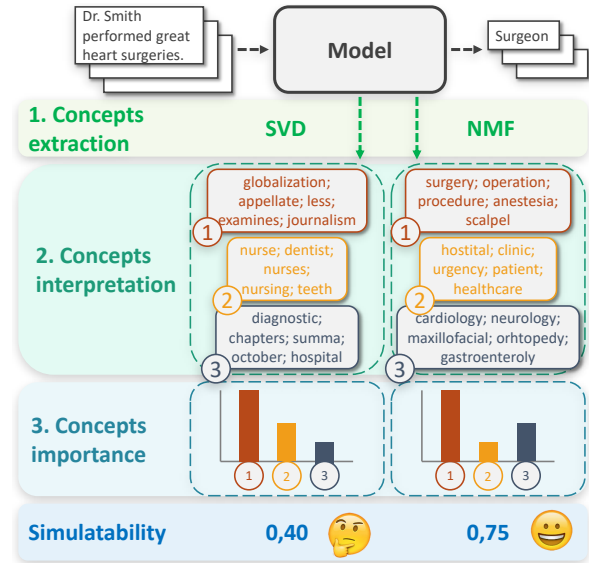 Dr. Smith
performed great
heart surgeries.
Model
Surgeon
1. Concepts
extraction
SVD
NMF
2. Concepts
interpretation
globalization;
appellate; less;
examines; journalism
1
nurse; dentist;
nurses;
nursing; teeth
2
diagnostic;
chapters; summa;
october; hospital
3
surgery; operation;
procedure; anestesia;
scalpel
1
hostital; clinic;
urgency; patient;
healthcare
2
cardiology; neurology;
maxillofacial; orhtopedy;
gastroenteroly
3
3. Concepts
importance
1 2 3
1 2 3
Simulatability
0,40
0,75